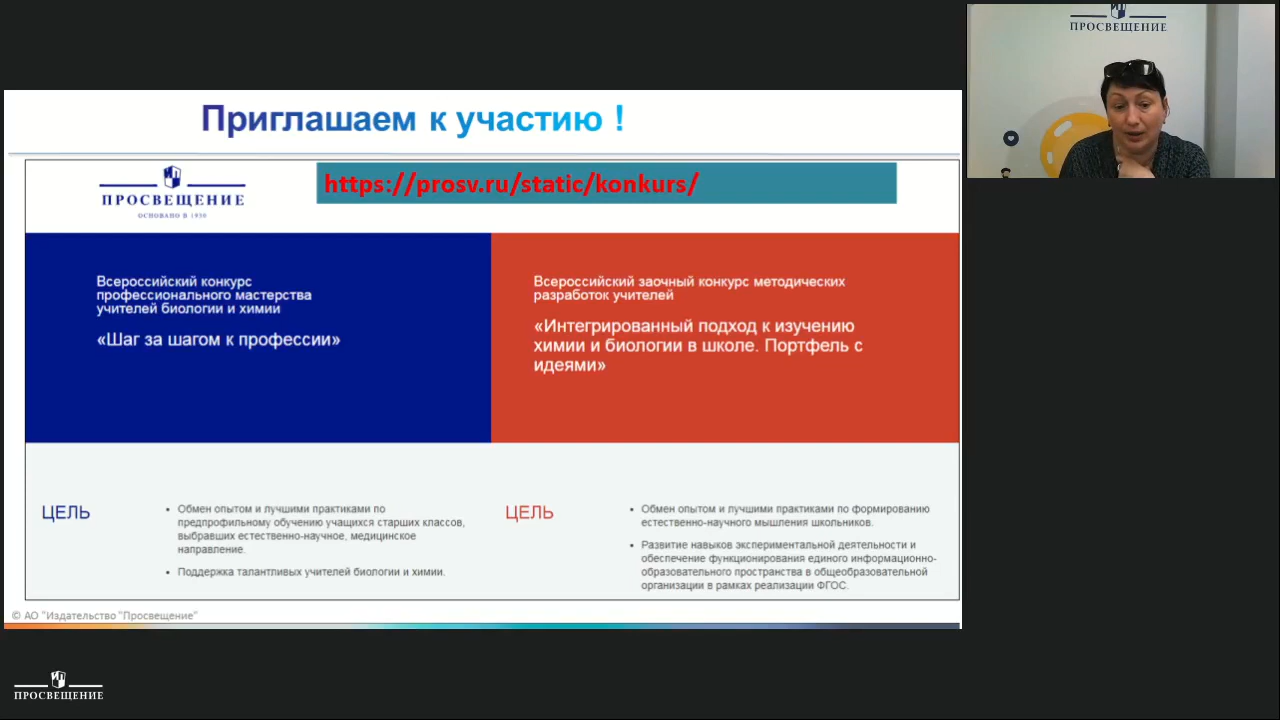 ПРОСВЕЩЕНИЕ
Приглашаем к участию !
ПРОСВЕЩЕНИЕ
ОСНОВАНО В 1930
https://prosv.ru/static/konkurs/
Всероссийский конкурс
профессионального мастерства
учителей биологии и химии
«Шаг за шагом к профессии»
Всероссийский заочный конкурс методических
разработок учителей
«Интегрированный подход к изучению
химии и биологии в школе. Портфель с
идеями»
ЦЕЛЬ
• Обмен опытом и лучшими практиками по
предпрофильному обучению учащихся старших классов,
выбравших естественно-научное, медицинское
направление.
• Поддержка талантливых учителей биологии и химии.
ЦЕЛЬ
• Обмен опытом и лучшими практиками по формированию
естественно-научного мышления школьников.
• Развитие навыков экспериментальной деятельности и
обеспечение функционирования единого информационно-
образовательного пространства в общеобразовательной
организации в рамках реализации ФГОС.
© АО "Издательство "Просвещение"
ПРОСВЕЩЕНИЕ